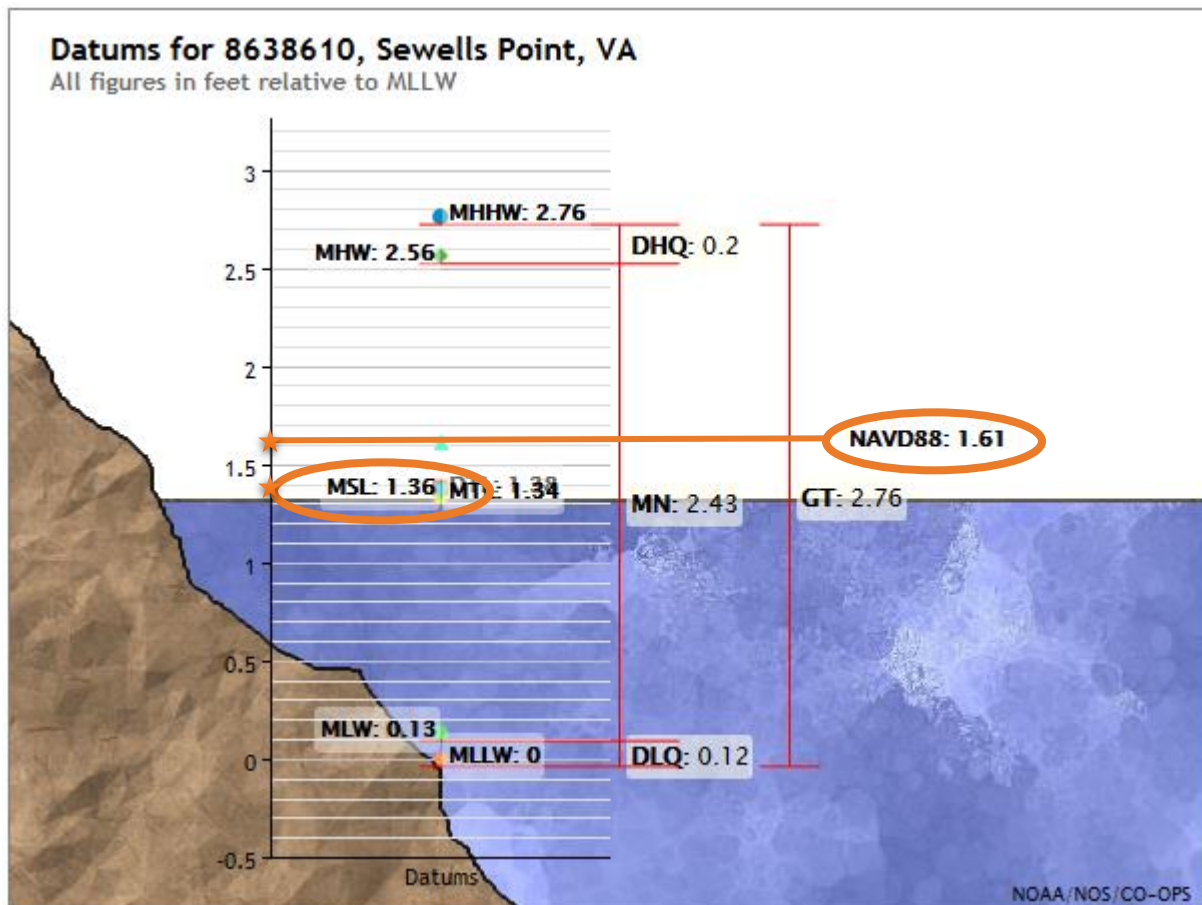 Datums for 8638610, Sewells Point, VA
All figures in feet relative to MLLW
3
MHHW: 2.76
DHQ: 0.2
MHW: 2.56
2.5
2
NAVD88: 1.61
1.5
MSL: 1.36
1.34
MN: 2.43
GT: 2.76
1
0.5
MLW: 0.13
MLLW: 0
DLQ: 0.12
0
-0.5
Datums
NOAA/NOS/CO-OPS